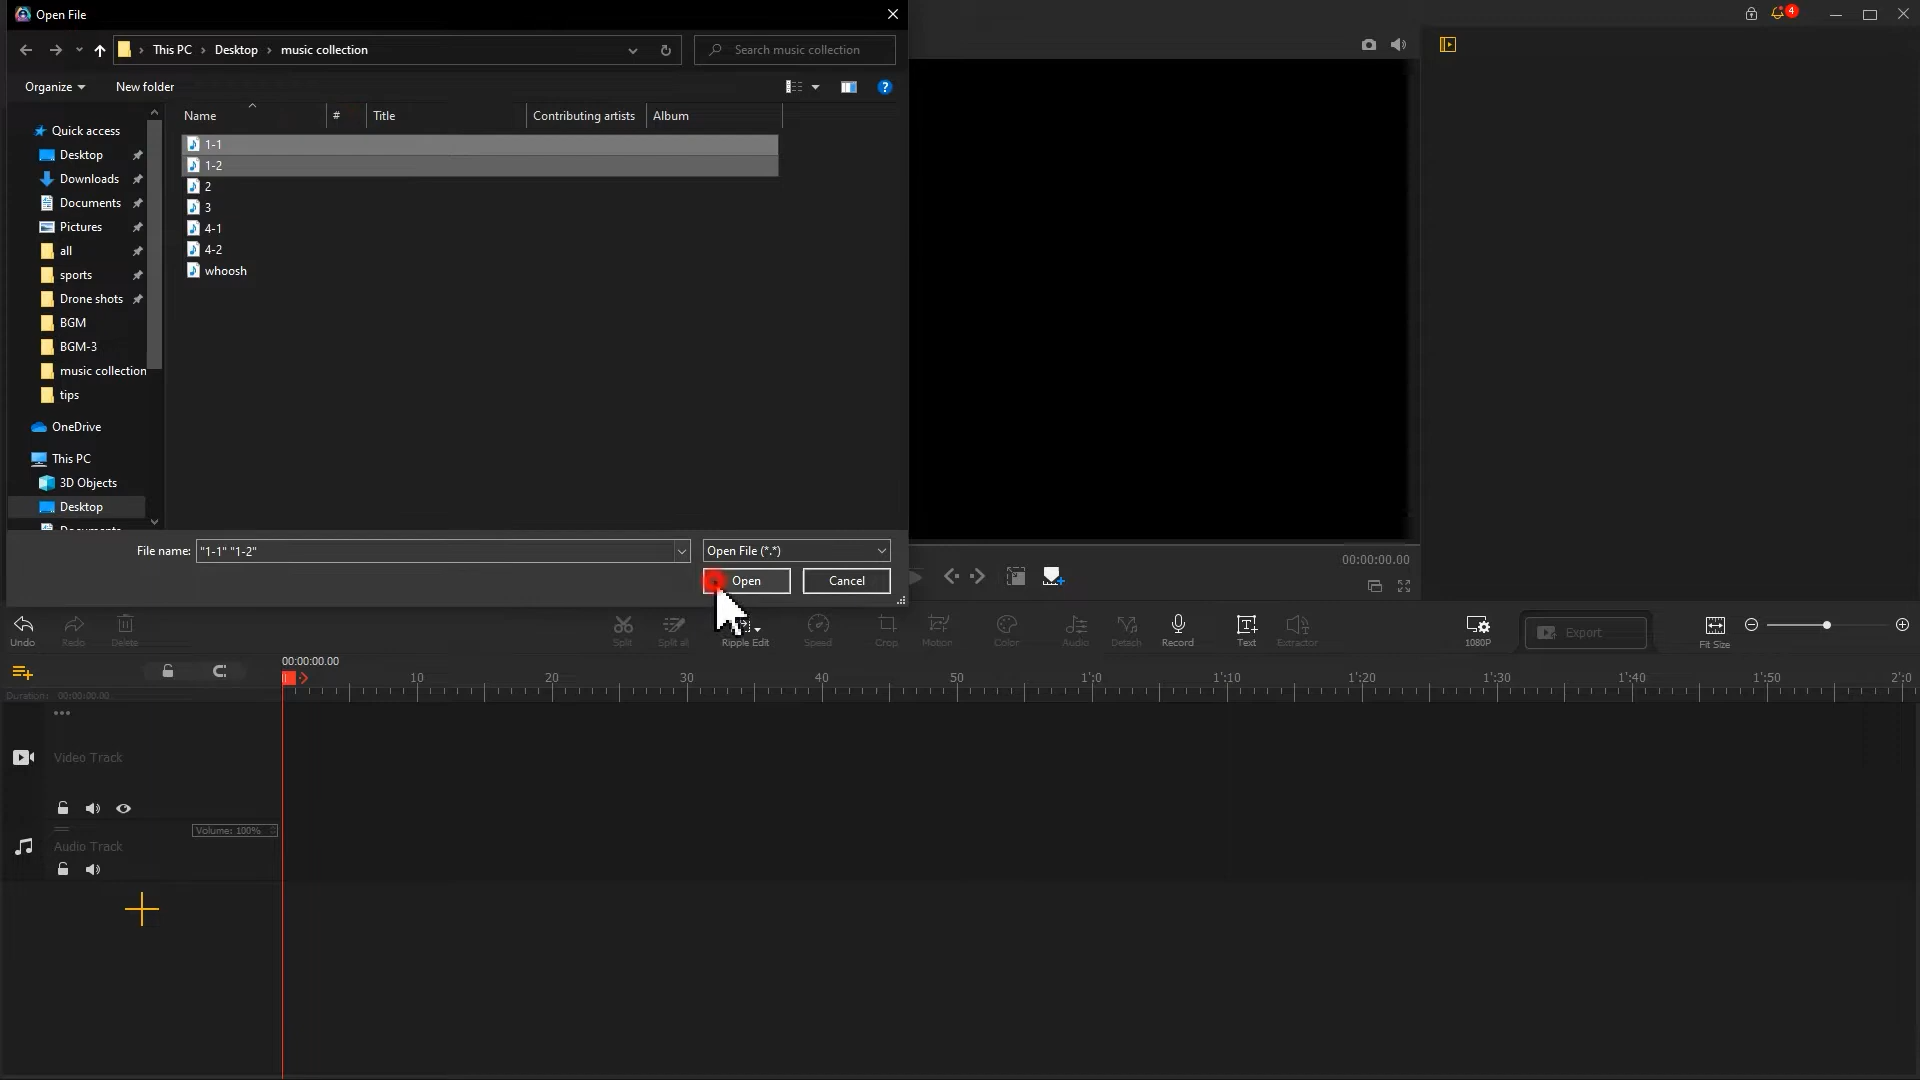 Open File
4
This PC > Desktop > music collection
Search music collection
Organize
New folder
?
Name
#
Title
Contributing artists
Album
Quick access
Desktop
Downloads
Documents
Pictures
all
sports
Drone shots
BGM
BGM-3
music collection
tips
OneDrive
This PC
3D Objects
Desktop
1-1
1-2
2
3
4-1
4-2
whoosh
File name:
"1-1" "1-2"
Open File (*.*)
Open
Cancel
00:00:00.00
Undo
Redo
Delete
Split
Split all
Ripple Edit
Speed
Crop
Motion
Color
Audio
Detach
Record
Text
Extractor
1080P
Export
Fit Size
00:00:00.00
Duration: 00:00:00.00
10 20 30 40 50 1':0 1':10 1':20 1':30 1':40 1':50 2':0
Video Track
Volume: 100%
Audio Track